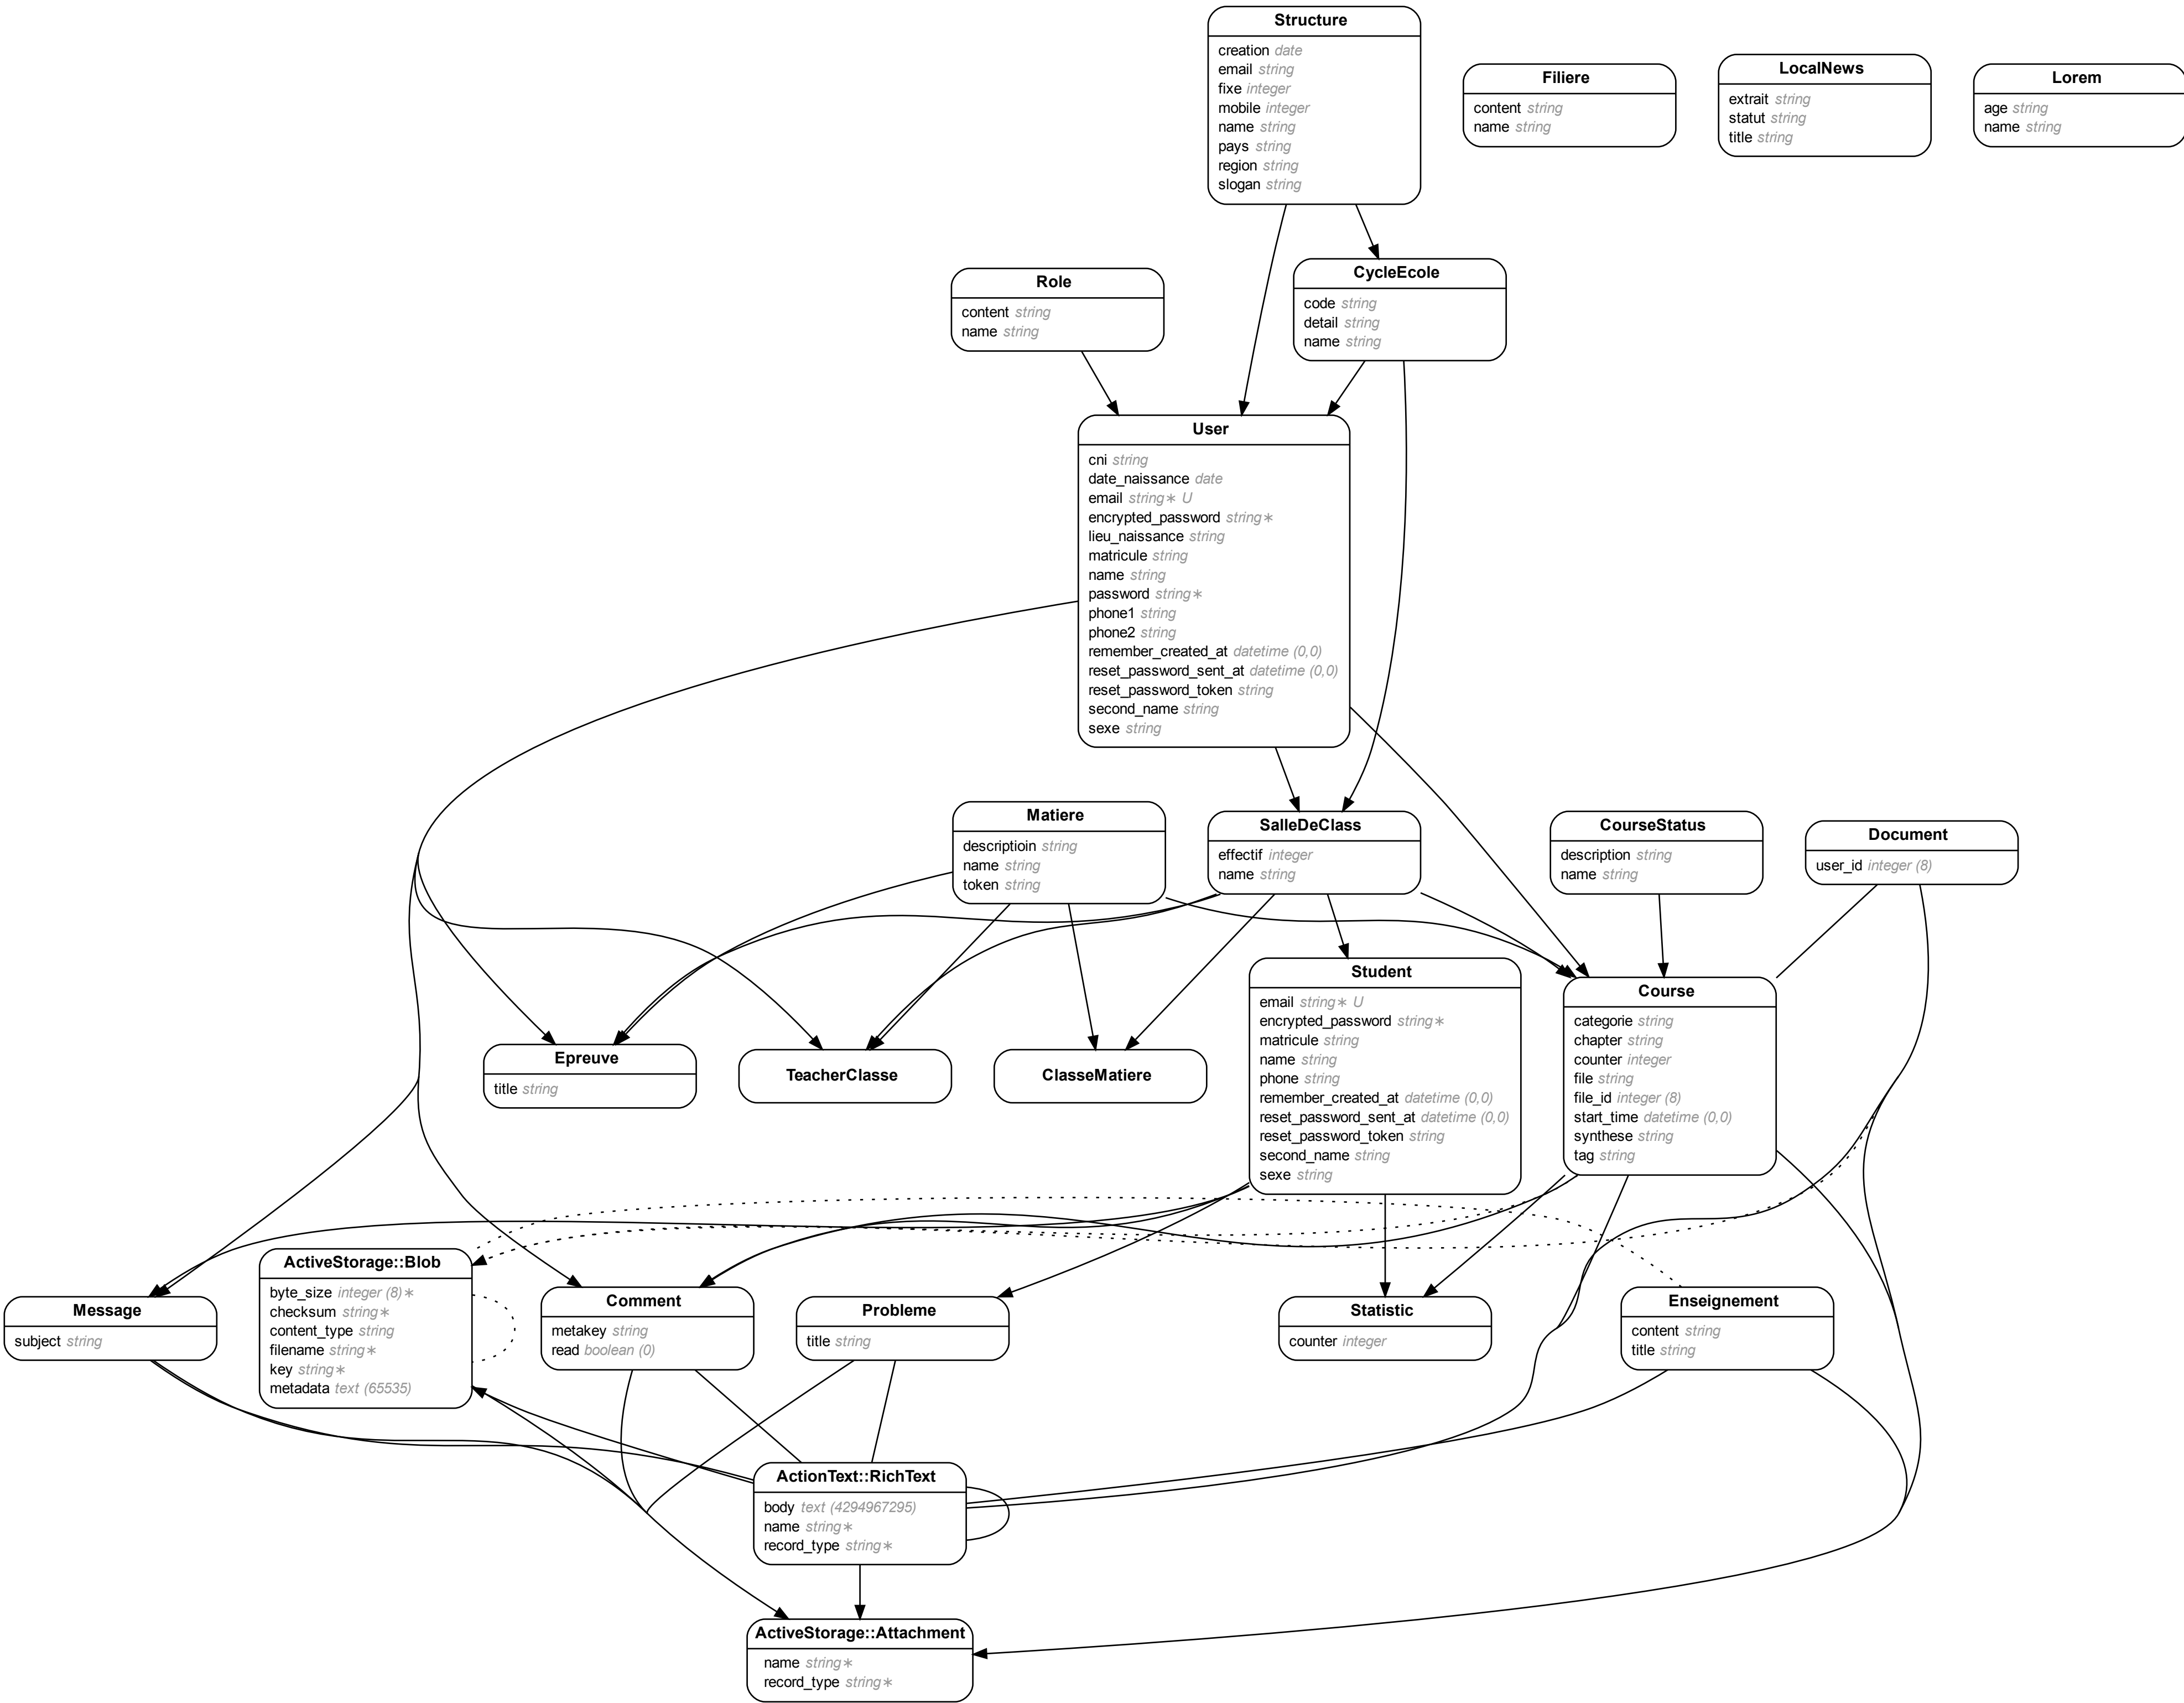 Structure
creation date
email string
fixe integer
mobile integer
name string
pays string
region string
slogan string
Filiere
content string
name string
LocalNews
extrait string
statut string
title string
Lorem
age string
name string
Role
content string
name string
CycleEcole
code string
detail string
name string
User
cni string
date_naissance date
email string∗ U
encrypted_password string∗
lieu_naissance string
matricule string
name string
password string∗
phone1 string
phone2 string
remember_created_at datetime (0,0)
reset_password_sent_at datetime (0,0)
reset_password_token string
second_name string
sexe string
Matiere
descriptioin string
name string
token string
SalleDeClass
effectif integer
name string
CourseStatus
description string
name string
Document
user_id integer (8)
Epreuve
title string
TeacherClasse
ClasseMatiere
Student
email string∗ U
encrypted_password string∗
matricule string
name string
phone string
remember_created_at datetime (0,0)
reset_password_sent_at datetime (0,0)
reset_password_token string
second_name string
sexe string
Course
categorie string
chapter string
counter integer
file string
file_id integer (8)
start_time datetime (0,0)
synthese string
tag string
Message
subject string
ActiveStorage::Blob
byte_size integer (8)∗
checksum string∗
content_type string
filename string∗
key string∗
metadata text (65535)
Comment
metakey string
read boolean (0)
Probleme
title string
Statistic
counter integer
Enseignement
content string
title string
ActionText::RichText
body text (4294967295)
name string∗
record_type string∗
ActiveStorage::Attachment
name string∗
record_type string∗